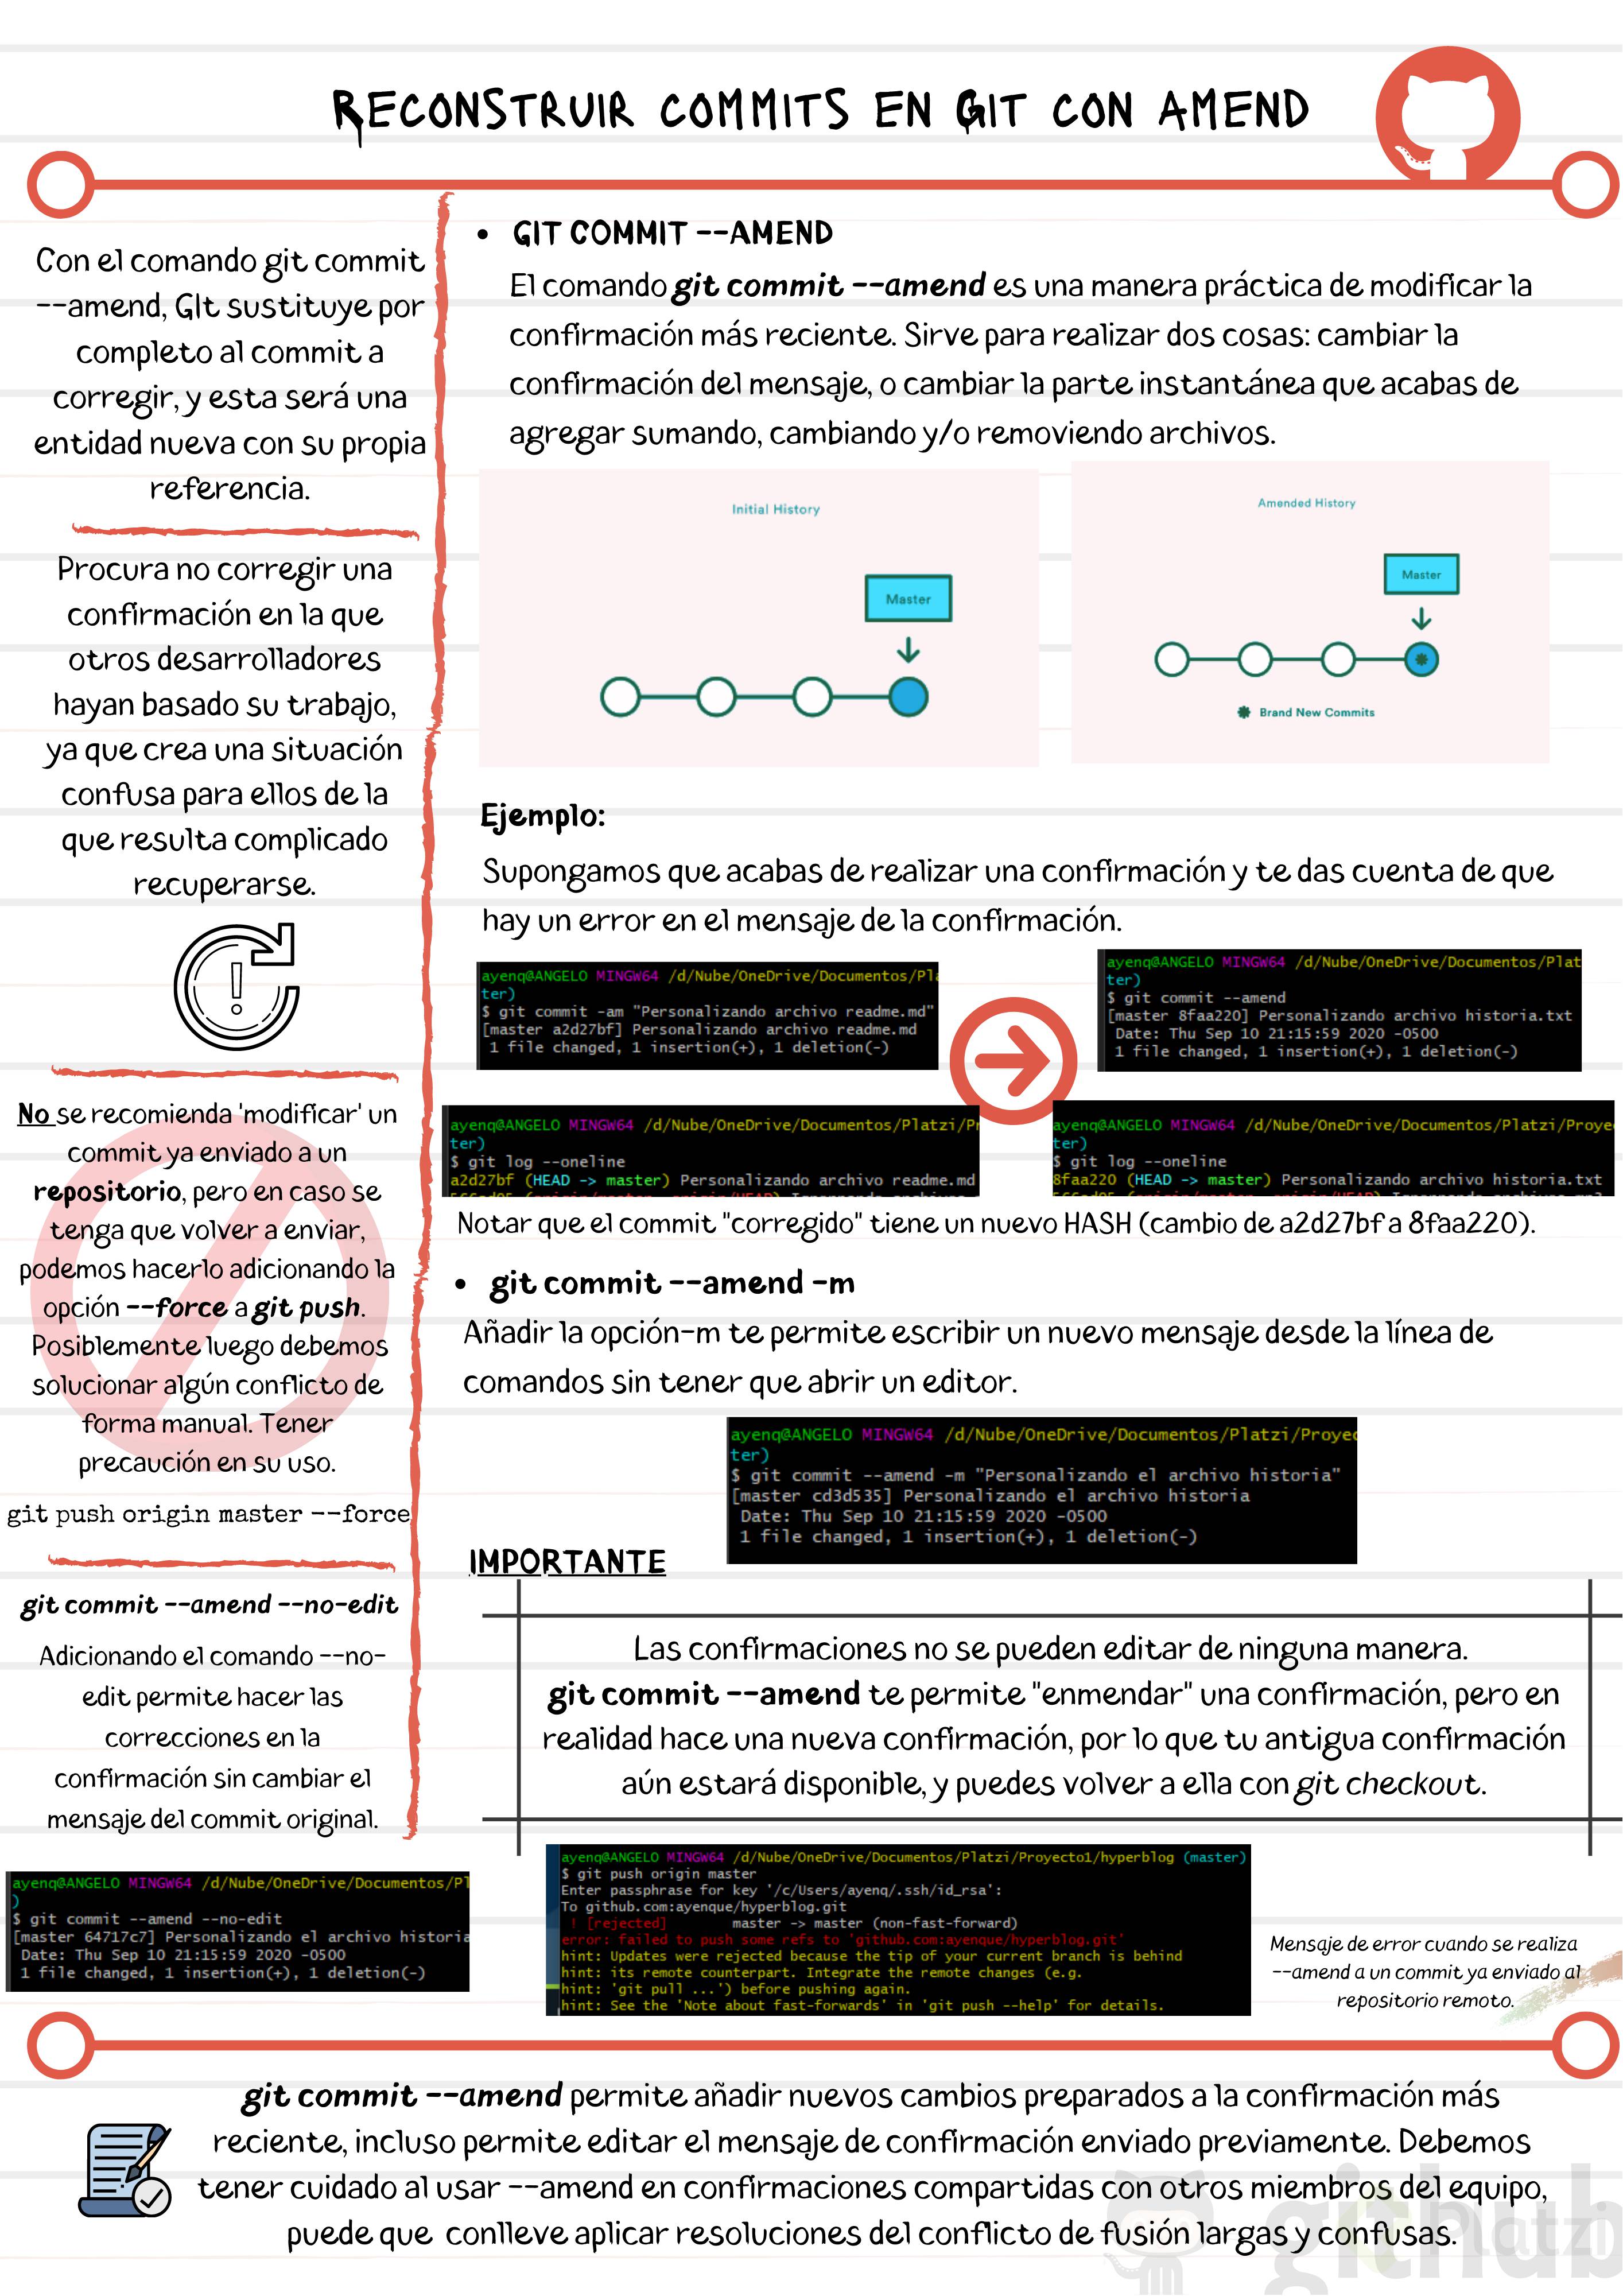 RECONSTRUIR COMMITS EN GIT CON AMEND
Con el comando git commit
--amend, GIt sustituye por
completo al commit a
corregir, y esta será una
entidad nueva con su propia
referencia.
Procura no corregir una
confirmación en la que
otros desarrolladores
hayan basado su trabajo,
ya que crea una situación
confusa para ellos de la
que resulta complicado
recuperarse.
No se recomienda 'modificar' un
commit ya enviado a un
repositorio, pero en caso se
tenga que volver a enviar,
podemos hacerlo adicionando la
opción --force a git push.
Posiblemente luego debemos
solucionar algún conflicto de
forma manual. Tener
precaución en su uso.
git push origin master --force
git commit --amend --no-edit
Adicionando el comando --no-
edit permite hacer las
correcciones en la
confirmación sin cambiar el
mensaje del commit original.
ayenq@ANGELO MINGW64 /d/Nube/OneDrive/Documentos/Pl
)
$ git commit --amend --no-edit
[master 64717c7] Personalizando el archivo historia
Date: Thu Sep 10 21:15:59 2020 -0500
1 file changed, 1 insertion(+), 1 deletion(-)
• GIT COMMIT --AMEND
El comando git commit --amend es una manera práctica de modificar la
confirmación más reciente. Sirve para realizar dos cosas: cambiar la
confirmación del mensaje, o cambiar la parte instantánea que acabas de
agregar sumando, cambiando y/o removiendo archivos.
Initial History
Master
Amended History
Master
Brand New Commits
Ejemplo:
Supongamos que acabas de realizar una confirmación y te das cuenta de que
hay un error en el mensaje de la confirmación.
ayenq@ANGELO MINGW64 /d/Nube/OneDrive/Documentos/Pla
ter)
$ git commit -am "Personalizando archivo readme.md"
[master a2d27bf] Personalizando archivo readme.md
1 file changed, 1 insertion(+), 1 deletion(-)
ayenq@ANGELO MINGW64 /d/Nube/OneDrive/Documentos/Plat
ter)
$ git commit --amend
[master 8faa220] Personalizando archivo historia.txt
Date: Thu Sep 10 21:15:59 2020 -0500
1 file changed, 1 insertion(+), 1 deletion(-)
ayenq@ANGELO MINGW64 /d/Nube/OneDrive/Documentos/Platzi/Pr
ter)
$ git log --oneline
a2d27bf (HEAD -> master) Personalizando archivo readme.md
ayenq@ANGELO MINGW64 /d/Nube/OneDrive/Documentos/Platzi/Proye
ter)
$ git log --oneline
8faa220 (HEAD -> master) Personalizando archivo historia.txt
Notar que el commit "corregido" tiene un nuevo HASH (cambio de a2d27bf a 8faa220).
• git commit --amend -m
Añadir la opción-m te permite escribir un nuevo mensaje desde la línea de
comandos sin tener que abrir un editor.
ayenq@ANGELO MINGW64 /d/Nube/OneDrive/Documentos/Platzi/Proyec
ter)
$ git commit --amend -m "Personalizando el archivo historia"
[master cd3d535] Personalizando el archivo historia
Date: Thu Sep 10 21:15:59 2020 -0500
1 file changed, 1 insertion(+), 1 deletion(-)
IMPORTANTE
Las confirmaciones no se pueden editar de ninguna manera.
git commit --amend te permite "enmendar" una confirmación, pero en
realidad hace una nueva confirmación, por lo que tu antigua confirmación
aún estará disponible, y puedes volver a ella con git checkout.
ayenq@ANGELO MINGW64 /d/Nube/OneDrive/Documentos/Platzi/Proyecto1/hyperblog (master)
$ git push origin master
Enter passphrase for key '/c/Users/ayenq/.ssh/id_rsa':
To github.com:ayenque/hyperblog.git
! [rejected] master -> master (non-fast-forward)
error: failed to push some refs to 'github.com:ayenque/hyperblog.git'
hint: Updates were rejected because the tip of your current branch is behind
hint: its remote counterpart. Integrate the remote changes (e.g.
hint: 'git pull ...') before pushing again.
hint: See the 'Note about fast-forwards' in 'git push --help' for details.
Mensaje de error cuando se realiza
--amend a un commit ya enviado al
repositorio remoto.
git commit --amend permite añadir nuevos cambios preparados a la confirmación más
reciente, incluso permite editar el mensaje de confirmación enviado previamente. Debemos
tener cuidado al usar --amend en confirmaciones compartidas con otros miembros del equipo,
puede que conlleve aplicar resoluciones del conflicto de fusión largas y confusas.
github
Platzi